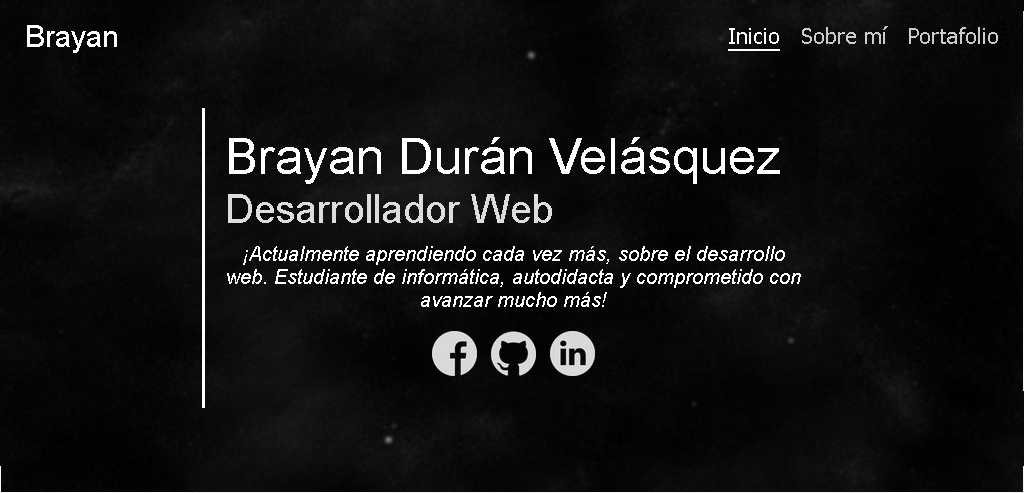 Brayan
Inicio Sobre mí Portafolio
Brayan Durán Velásquez
Desarrollador Web
¡Actualmente aprendiendo cada vez más, sobre el desarrollo
web. Estudiante de informática, autodidacta y comprometido con
avanzar mucho más!